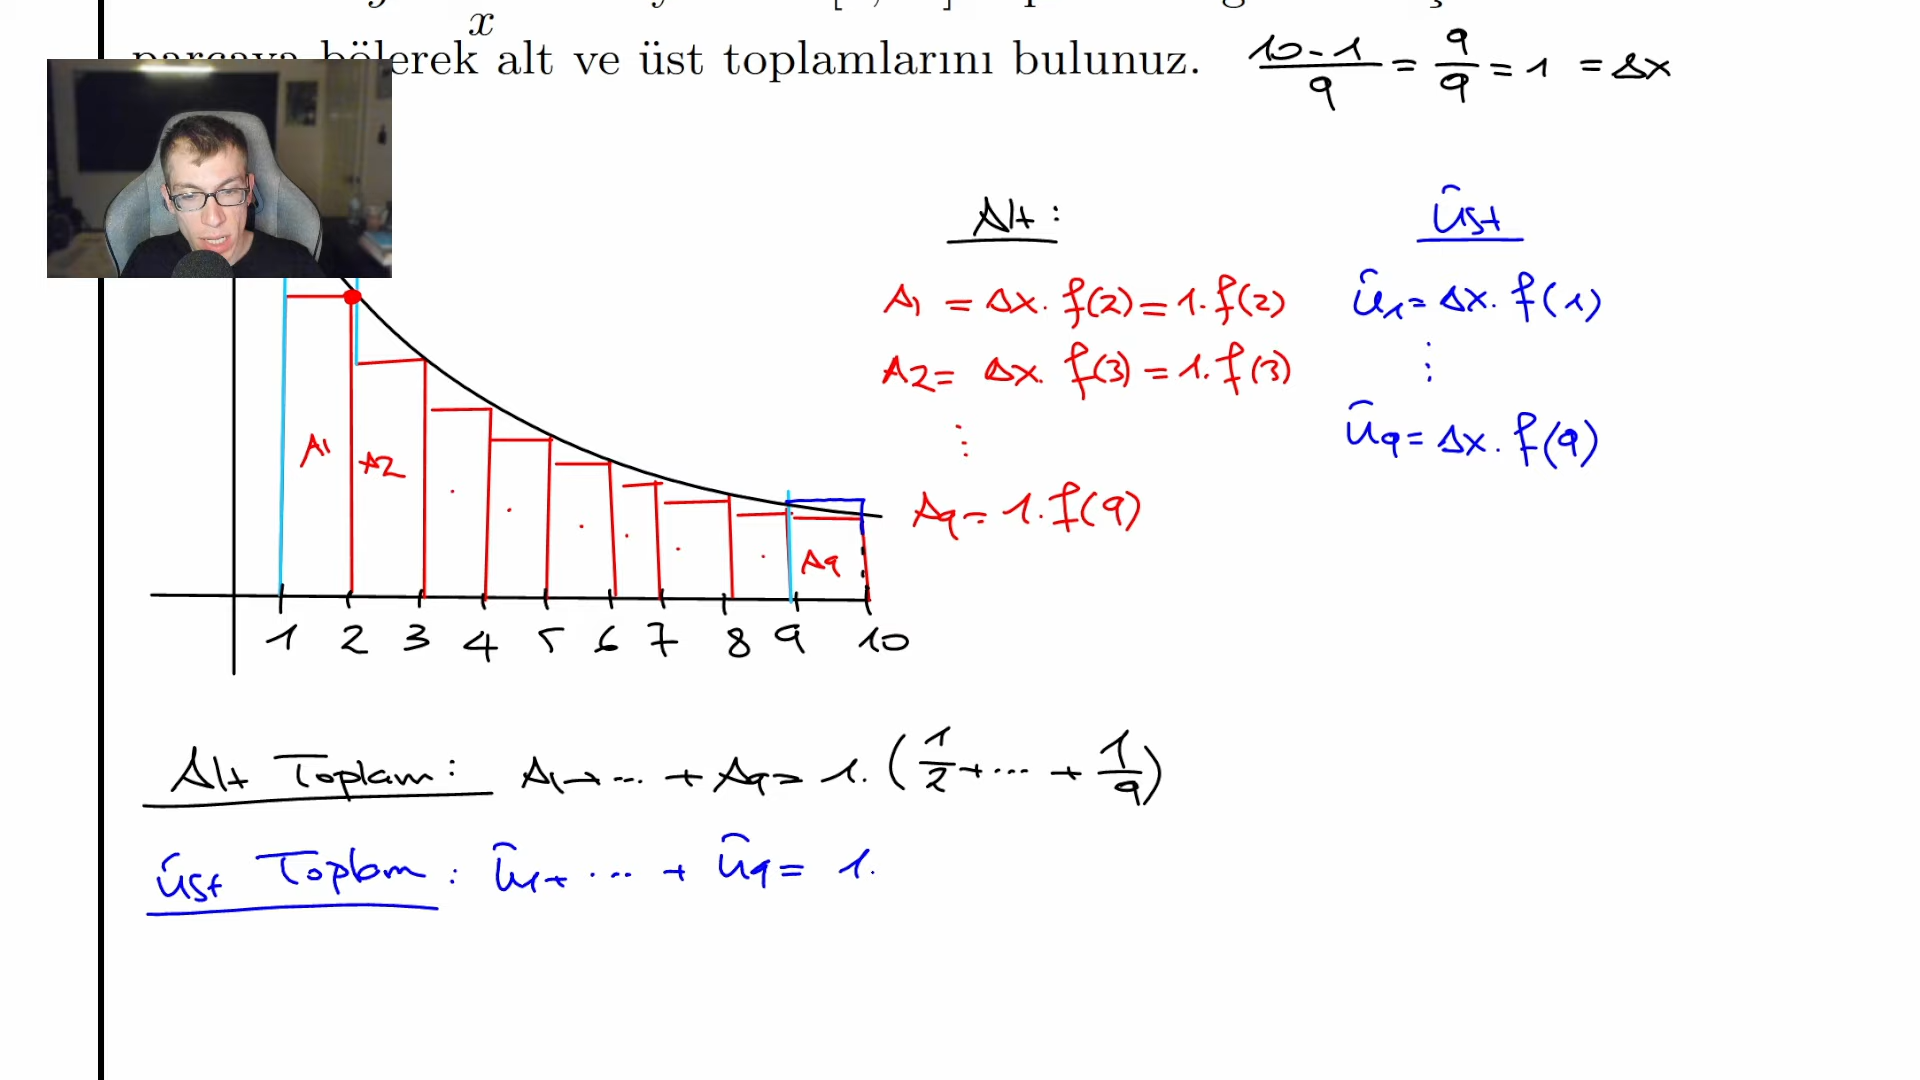 x
parçaya bölerek alt ve üst toplamlarını bulunuz. 10-1/9 = 9/9 = 1 = Δx
Alt :
A1 = Δx. f(2) = 1. f(2)
A2 = Δx. f(3) = 1. f(3)
⋮
A9 = 1. f(9)
Üst
Ü1 = Δx. f(1)
⋮
Ü9 = Δx. f(9)
A1 A2 . . . . . . A9
1 2 3 4 5 6 7 8 9 10
Alt Toplam : A1+ ... + A9 = 1. (1/2 + ... + 1/9)
Üst Toplam : Ü1+ ... + Ü9 = 1.